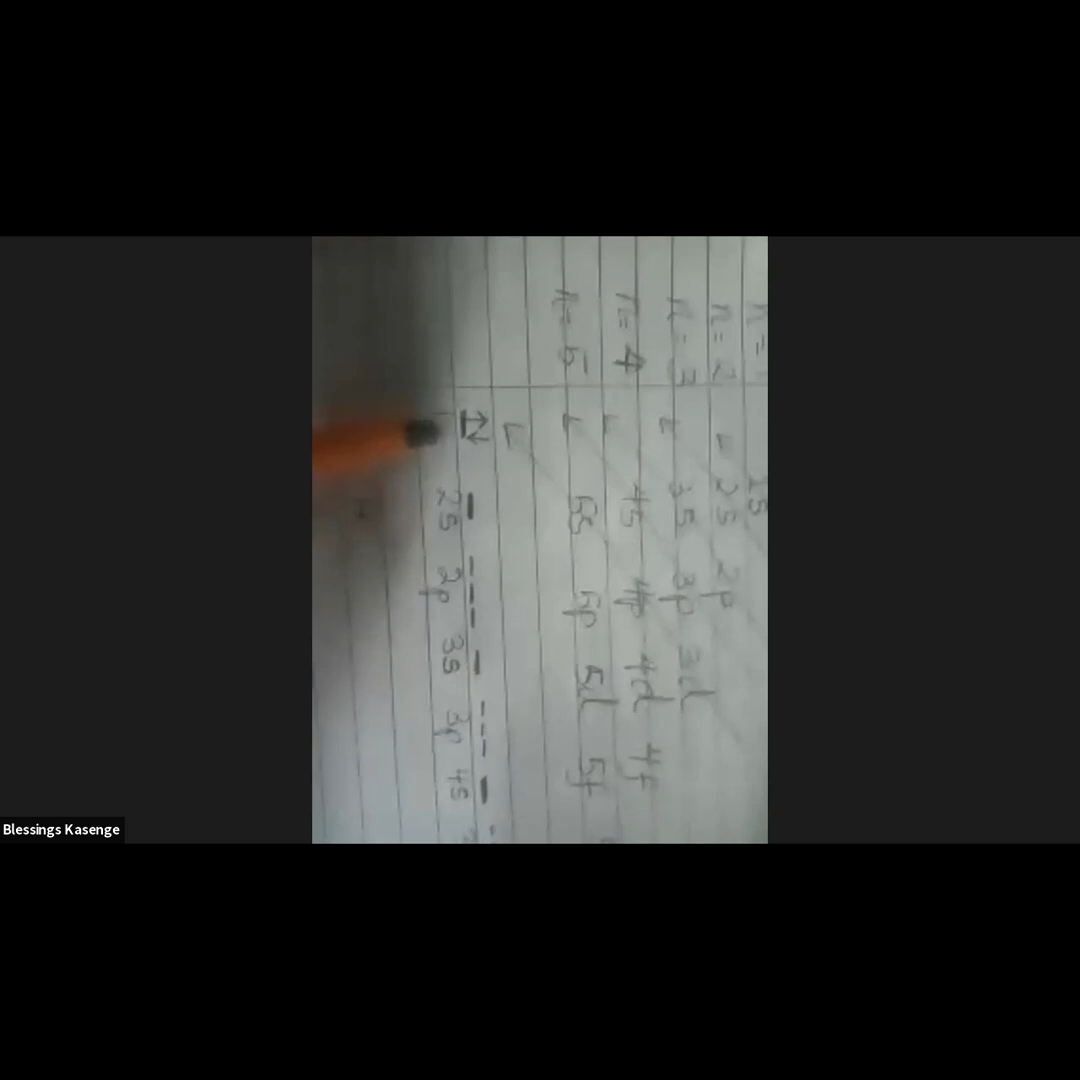 n =
n = 2 2s 2p
1s
n = 3 3s 3p 3d
n = 4 4s 4p 4d 4f
n = 5 5s 5p 5d 5f
2s 2p 3s 3p 4s
Blessings Kasenge